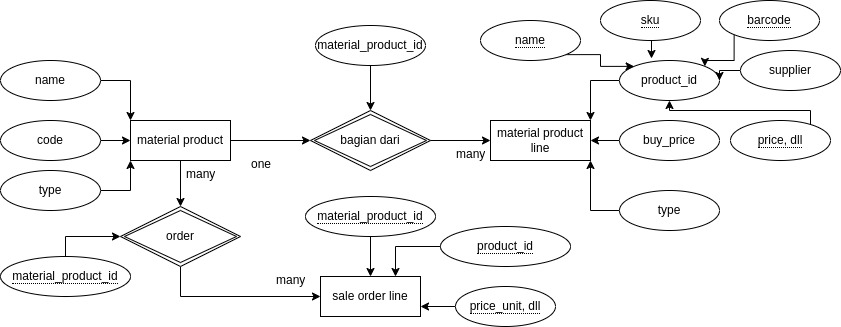 sku
barcode
name
material_product_id
supplier
name
product_id
code
material product
one
bagian dari
many
material product
line
buy_price
price, dll
type
many
type
order
material_product_id
product_id
material_product_id
many
sale order line
price_unit, dll